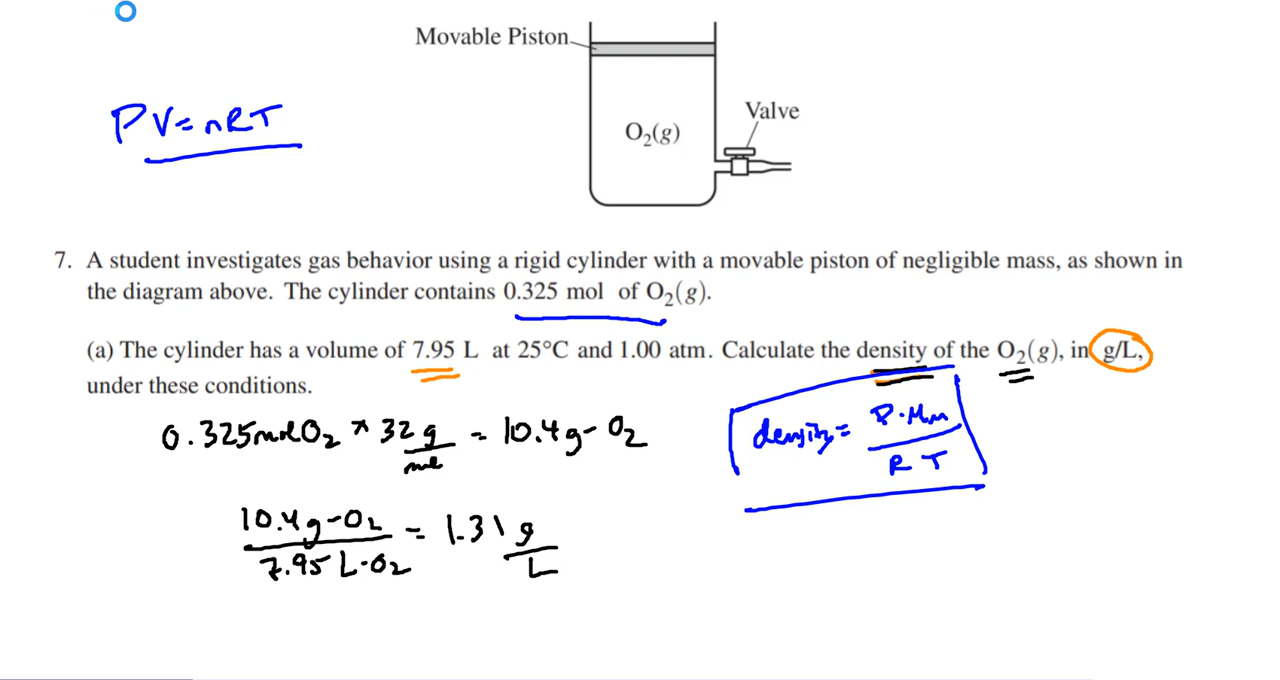 Movable Piston
PV=nRT
Valve
O₂(g)
7. A student investigates gas behavior using a rigid cylinder with a movable piston of negligible mass, as shown in
the diagram above. The cylinder contains 0.325 mol of O₂(g).
(a) The cylinder has a volume of 7.95 L at 25°C and 1.00 atm. Calculate the density of the O₂(g), in g/L,
under these conditions.
0.325 mol O₂ × 32 g/mol = 10.4g-O₂
density = P·Mm/RT
10.4g-O₂/7.95 L·O₂ = 1.31 g/L